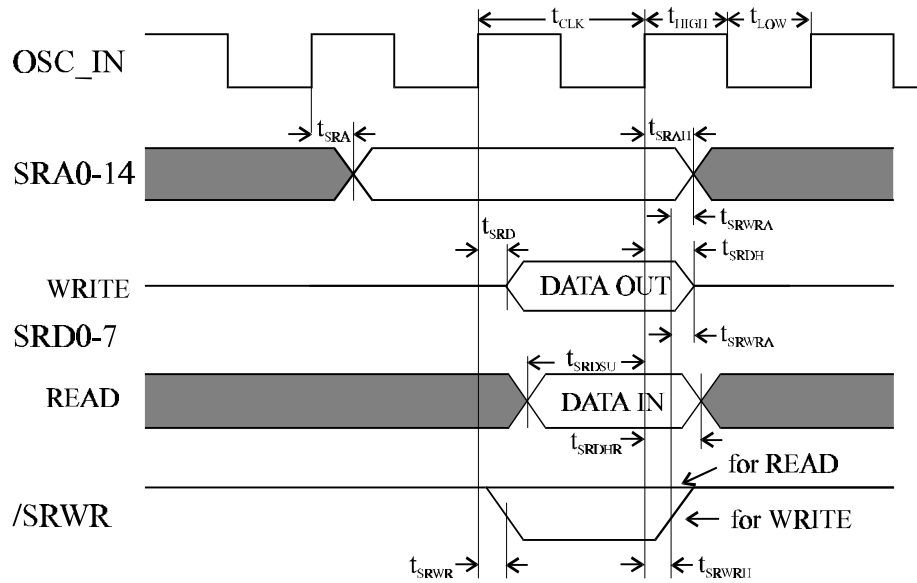 tCLK tHIGH tLOW
OSC_IN
tSRA tSRAH
SRA0-14
tSRWRA
tSRD tSRDH
WRITE DATA OUT
SRD0-7 tSRWRA
tSRDSU
READ DATA IN
tSRDHR
for READ
/SRWR for WRITE
tSRWR tSRWRH